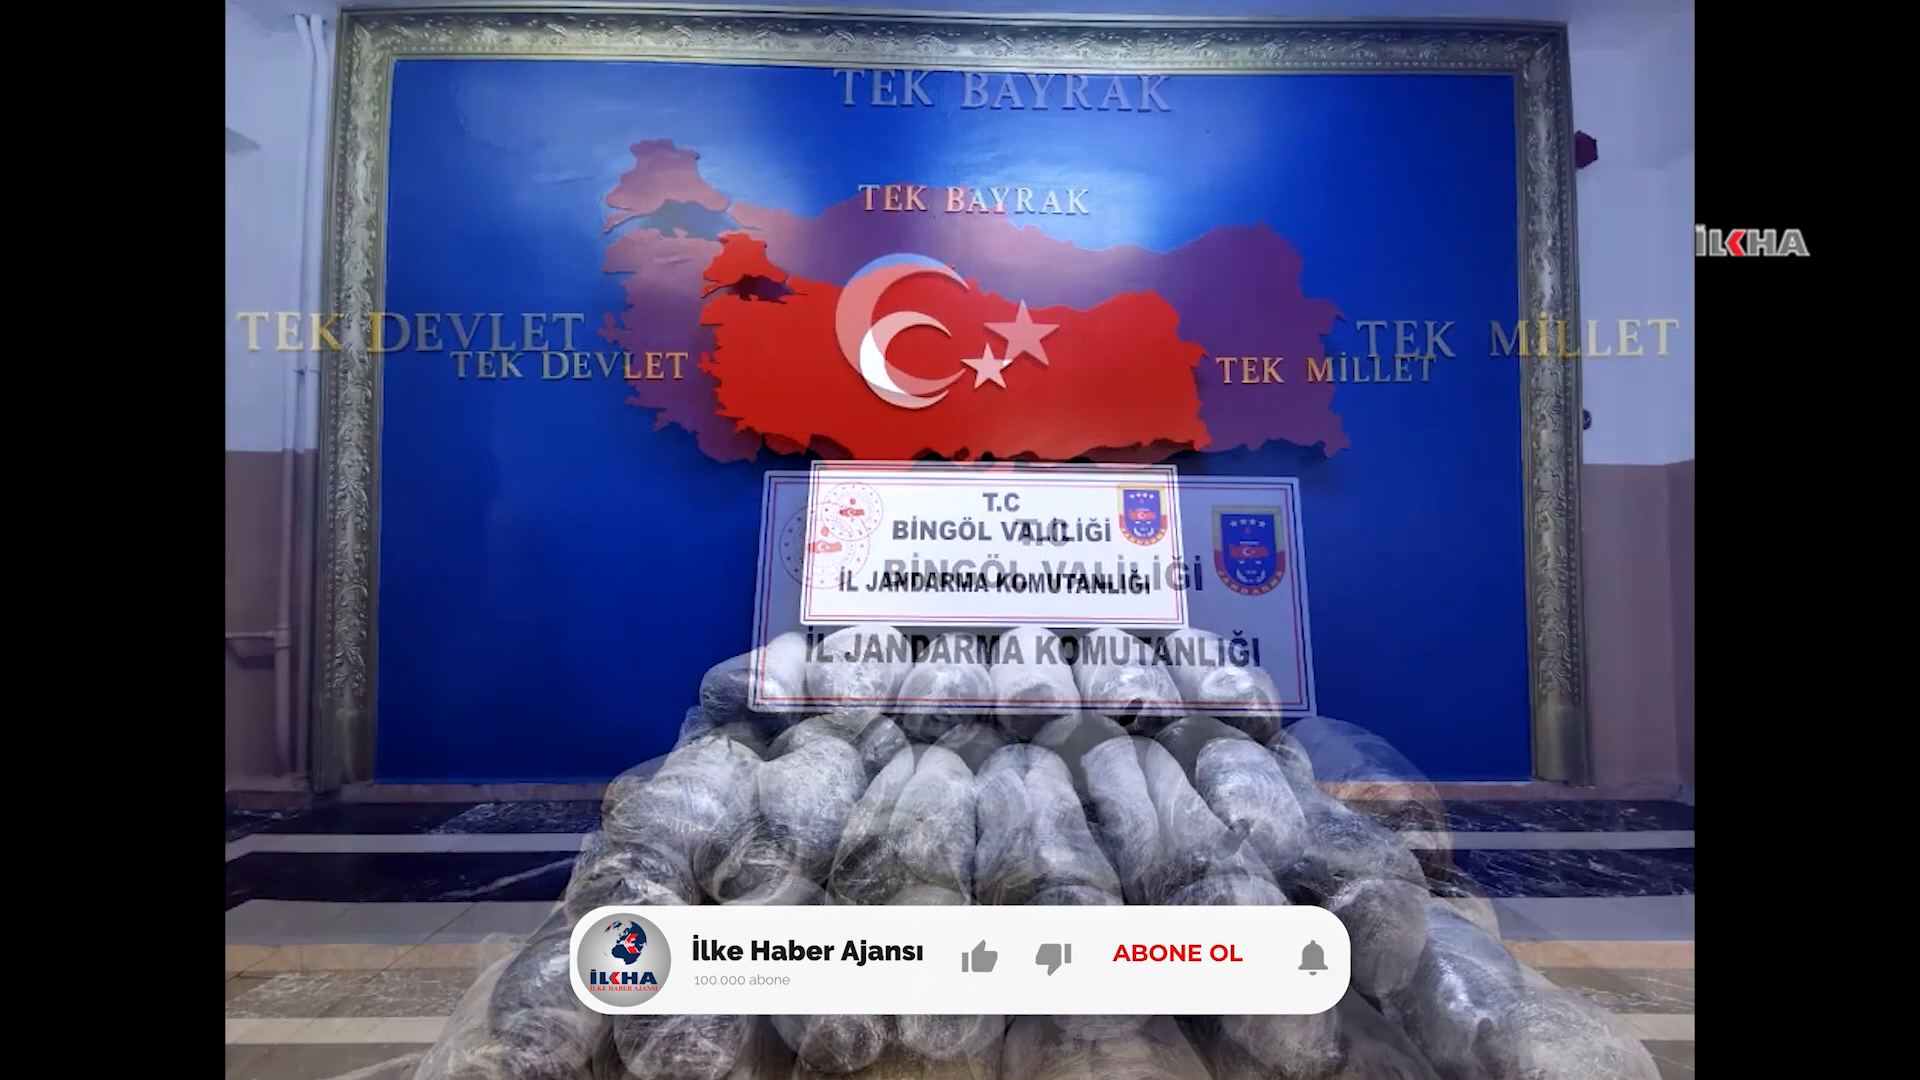 TEK BAYRAK
TEK BAYRAK
İLKHA
TEK DEVLET
TEK MİLLET
TEK DEVLET
TEK MİLLET
T.C
BİNGÖL VALİLİĞİ
İL JANDARMA KOMUTANLIĞI
T.C
BİNGÖL VALİLİĞİ
İL JANDARMA KOMUTANLIĞI
JANDARMA
JANDARMA
İlke Haber Ajansı
100.000 abone
ABONE OL
İLKHA
İLKE HABER AJANSI